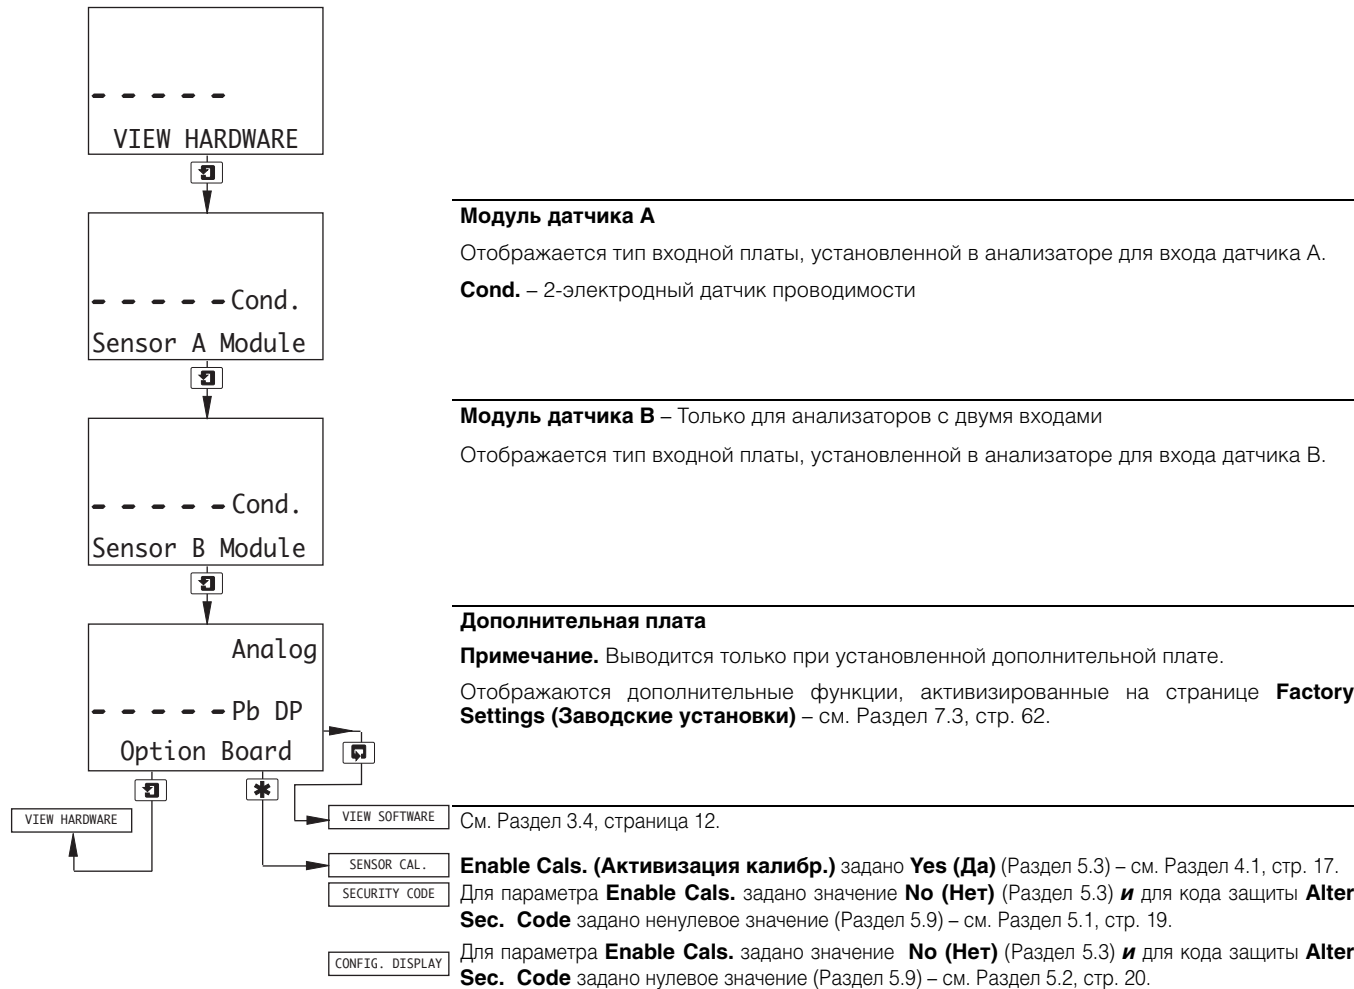 - - - - -
VIEW HARDWARE
Модуль датчика A
Отображается тип входной платы, установленной в анализаторе для входа датчика A.
Cond. – 2-электродный датчик проводимости
- - - - - Cond.
Sensor A Module
Модуль датчика B – Только для анализаторов с двумя входами
Отображается тип входной платы, установленной в анализаторе для входа датчика B.
- - - - - Cond.
Sensor B Module
Дополнительная плата
Примечание. Выводится только при установленной дополнительной плате.
Отображаются дополнительные функции, активизированные на странице Factory
Settings (Заводские установки) – см. Раздел 7.3, стр. 62.
Analog
- - - - - Pb DP
Option Board
VIEW HARDWARE
VIEW SOFTWARE
См. Раздел 3.4, страница 12.
SENSOR CAL.
Enable Cals. (Активизация калибр.) задано Yes (Да) (Раздел 5.3) – см. Раздел 4.1, стр. 17.
SECURITY CODE
Для параметра Enable Cals. задано значение No (Нет) (Раздел 5.3) и для кода защиты Alter
Sec. Code задано ненулевое значение (Раздел 5.9) – см. Раздел 5.1, стр. 19.
CONFIG. DISPLAY
Для параметра Enable Cals. задано значение No (Нет) (Раздел 5.3) и для кода защиты Alter
Sec. Code задано нулевое значение (Раздел 5.9) – см. Раздел 5.2, стр. 20.